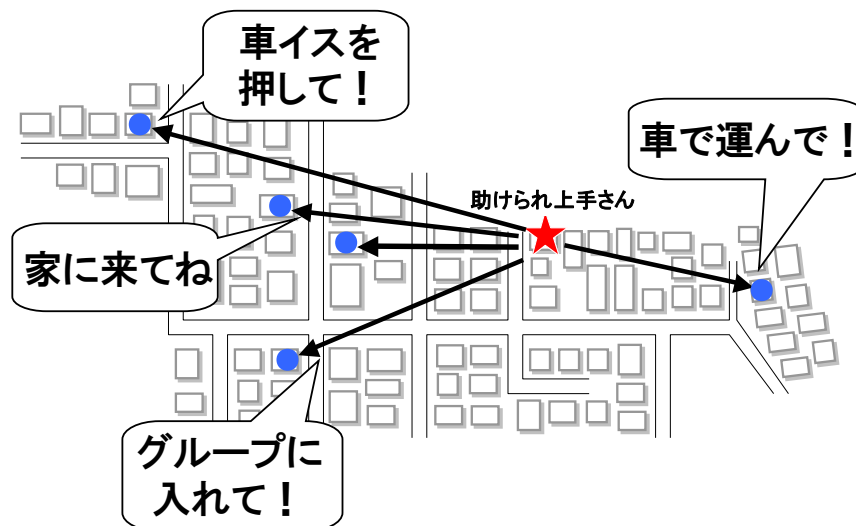 車イスを
押して！
車で運んで！
助けられ上手さん
家に来てね
グループに
入れて！